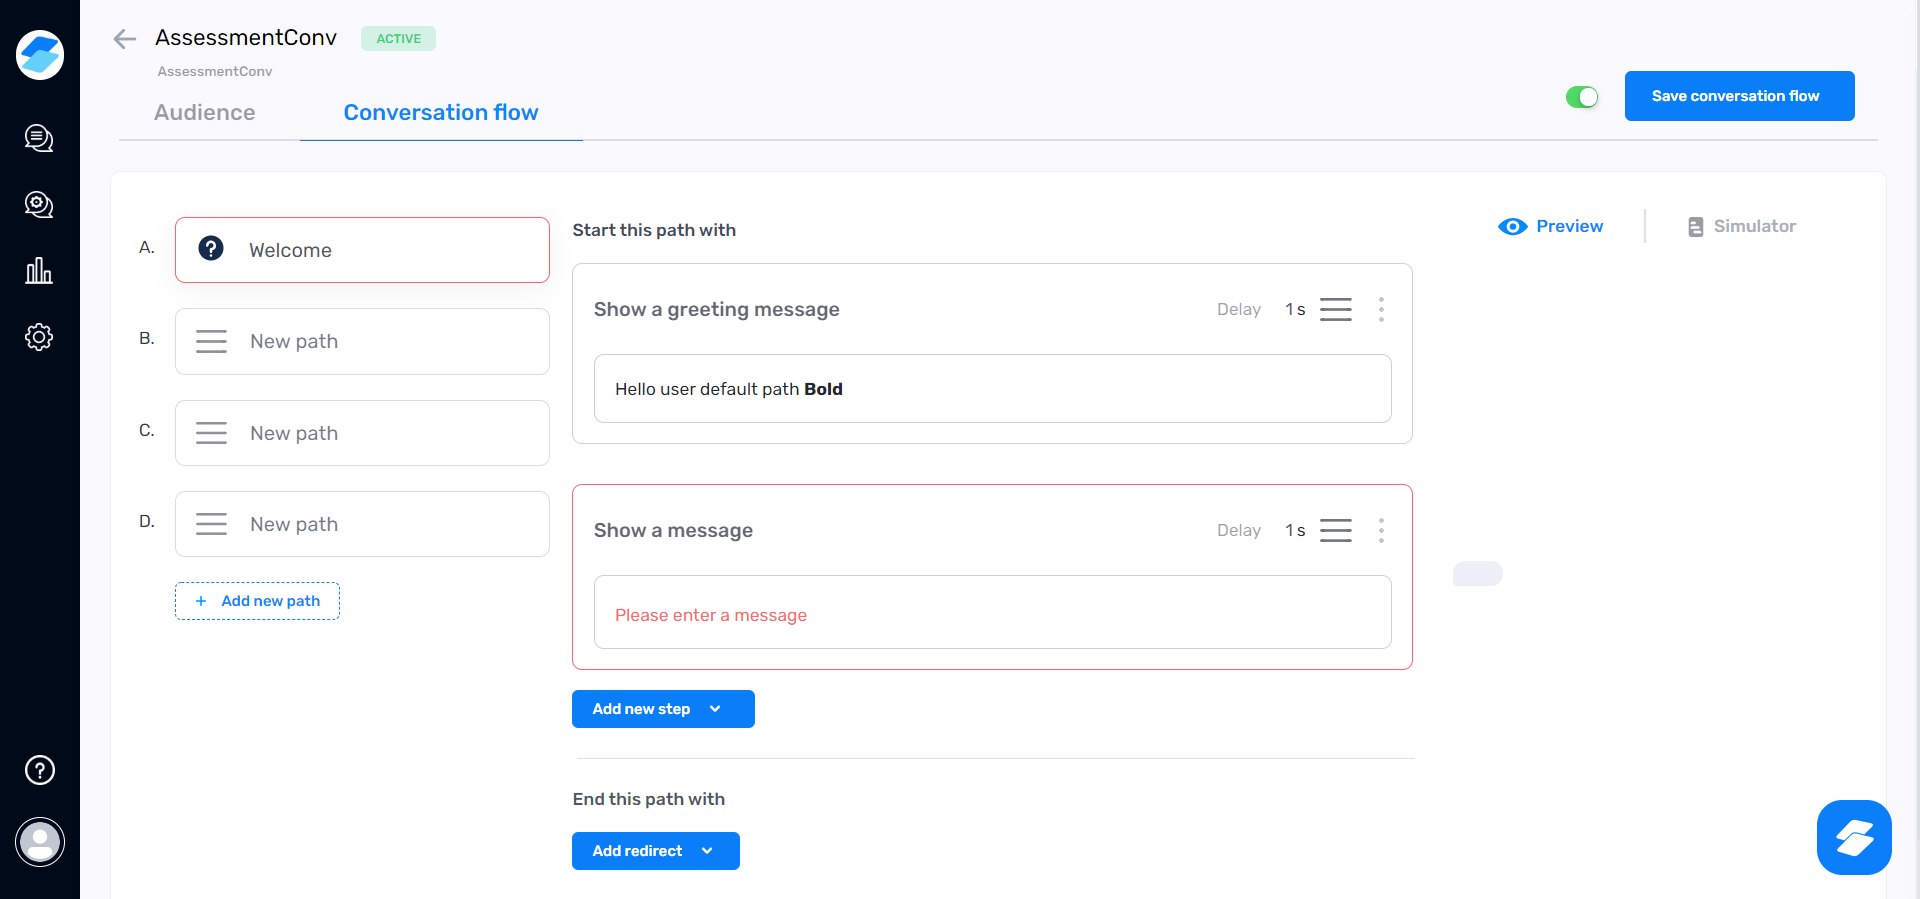 AssessmentConv
ACTIVE
AssessmentConv
Audience
Conversation flow
Save conversation flow
A.
Welcome
B.
New path
C.
New path
D.
New path
+ Add new path
Start this path with
Preview
Simulator
Show a greeting message
Delay
1 s
Hello user default path Bold
Show a message
Delay
1 s
Please enter a message
Add new step
End this path with
Add redirect